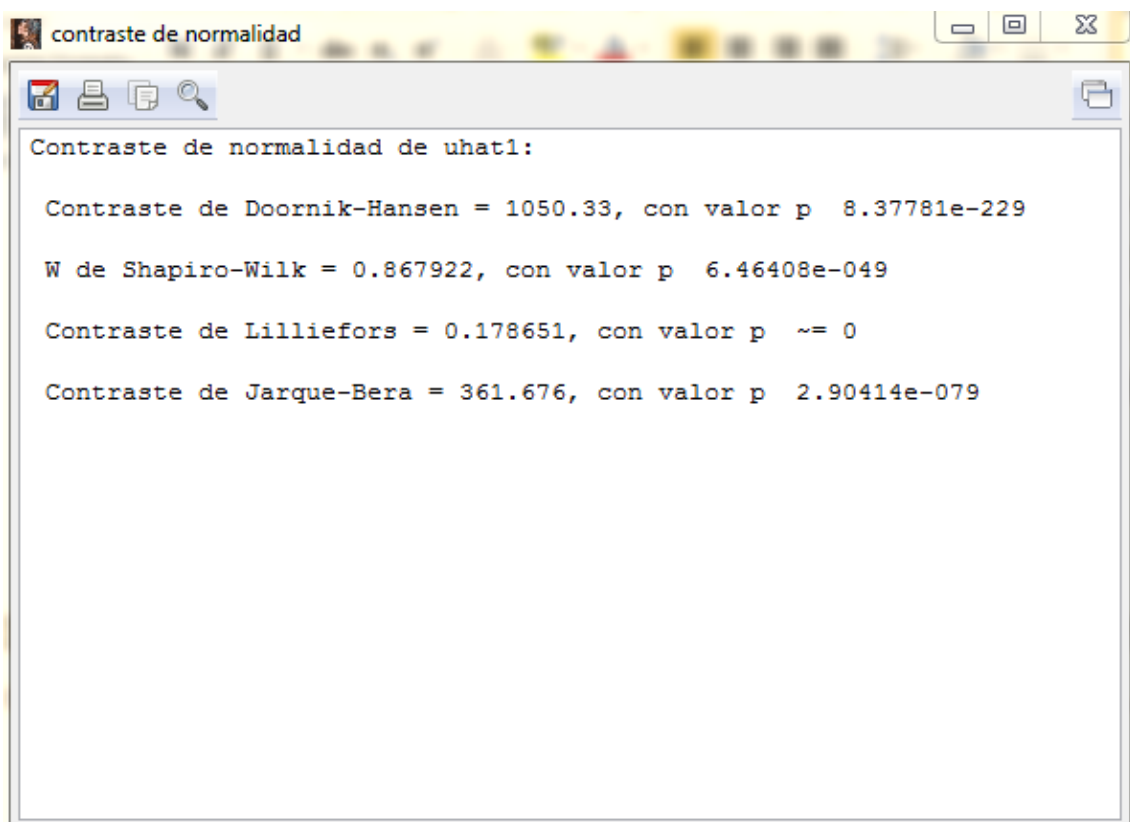 contraste de normalidad
Contraste de normalidad de uhat1:
Contraste de Doornik-Hansen = 1050.33, con valor p  8.37781e-229
W de Shapiro-Wilk = 0.867922, con valor p  6.46408e-049
Contraste de Lilliefors = 0.178651, con valor p  ~= 0
Contraste de Jarque-Bera = 361.676, con valor p  2.90414e-079